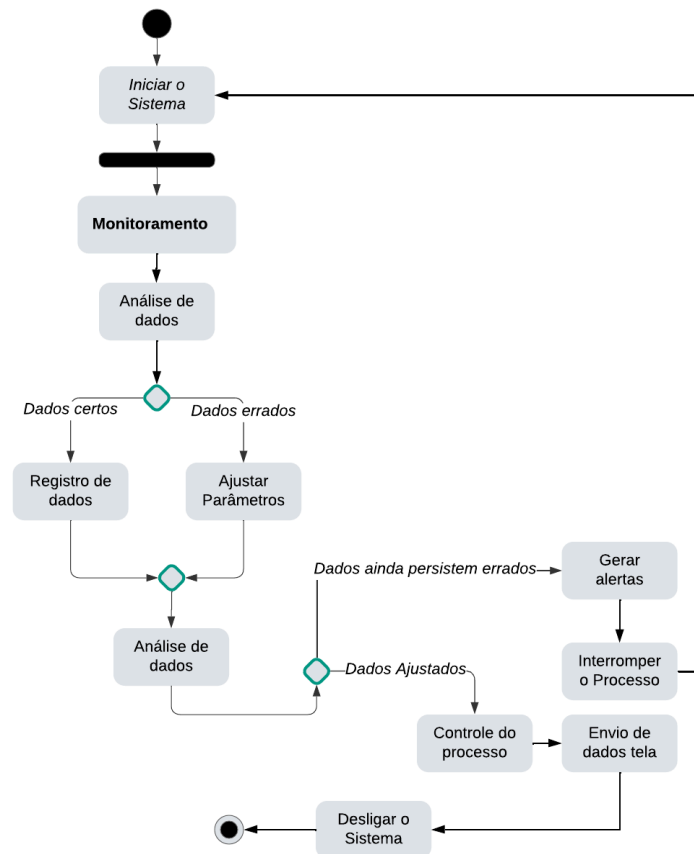 Iniciar o
Sistema
Monitoramento
Análise de
dados
Dados certos
Dados errados
Registro de
dados
Ajustar
Parâmetros
Dados ainda persistem errados
Gerar
alertas
Análise de
dados
Dados Ajustados
Interromper
o Processo
Controle do
processo
Envio de
dados tela
Desligar o
Sistema